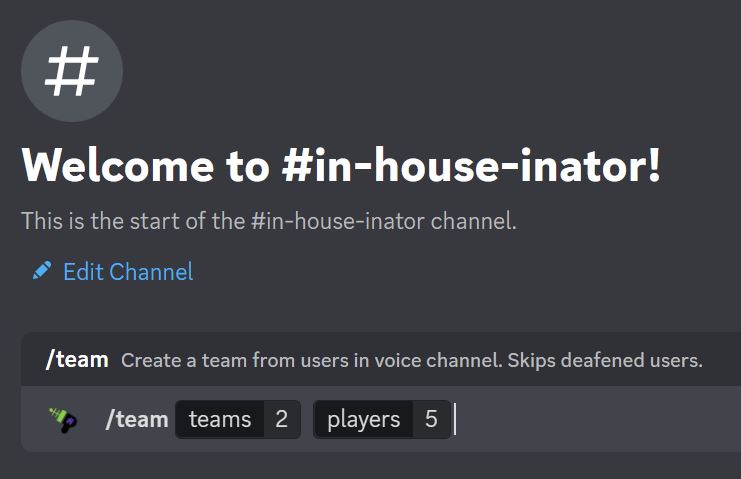 #
Welcome to #in-house-inator!
This is the start of the #in-house-inator channel.
Edit Channel
/team Create a team from users in voice channel. Skips deafened users.
/team teams 2 players 5